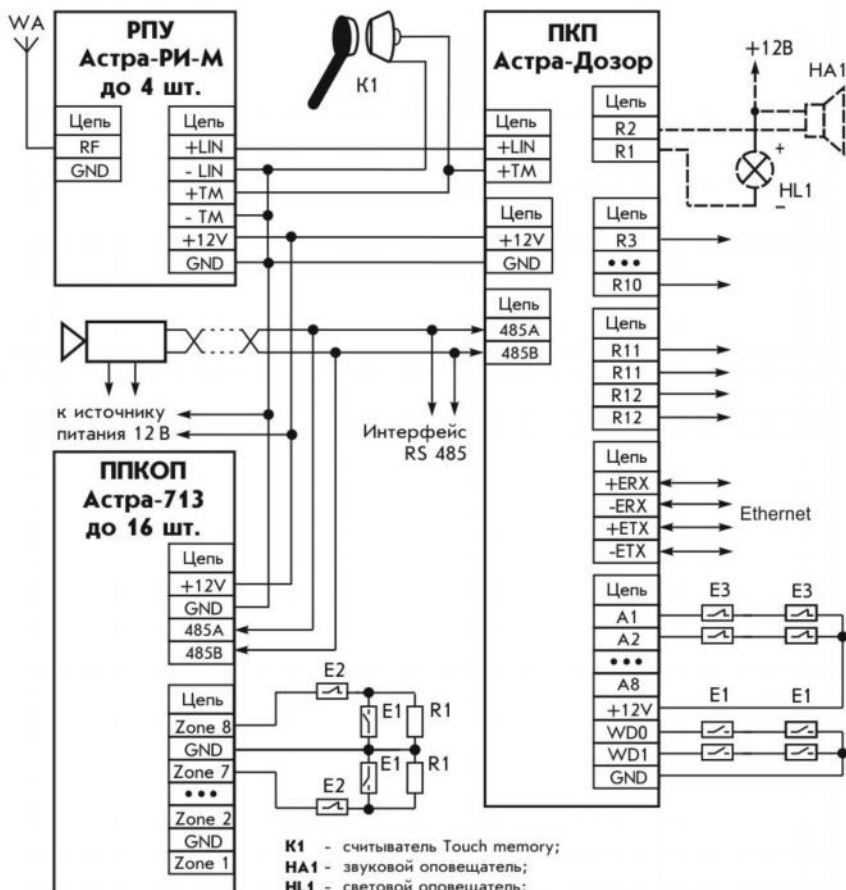 WA
РПУ
Астра-РИ-М
до 4 шт.
Цепь
RF
GND
Цепь
+LIN
- LIN
+TM
- TM
+12V
GND
K1
ПКП
Астра-Дозор
Цепь
+LIN
+TM
Цепь
+12V
GND
Цепь
485A
485B
Цепь
R2
R1
Цепь
R3
•••
R10
Цепь
R11
R11
R12
R12
Цепь
+ERX
-ERX
+ETX
-ETX
Ethernet
Цепь
A1
A2
•••
A8
+12V
WD0
WD1
GND
E3
E3
E1
E1
+12В
HA1
+
HL1
−
к источнику
питания 12 В
Интерфейс
RS 485
ППКОП
Астра-713
до 16 шт.
Цепь
+12V
GND
485A
485B
Цепь
Zone 8
GND
Zone 7
•••
Zone 2
GND
Zone 1
E2
E1
R1
E1
R1
E2
K1 - считыватель Touch memory;
HA1 - звуковой оповещатель;
HL1 - световой оповещатель;